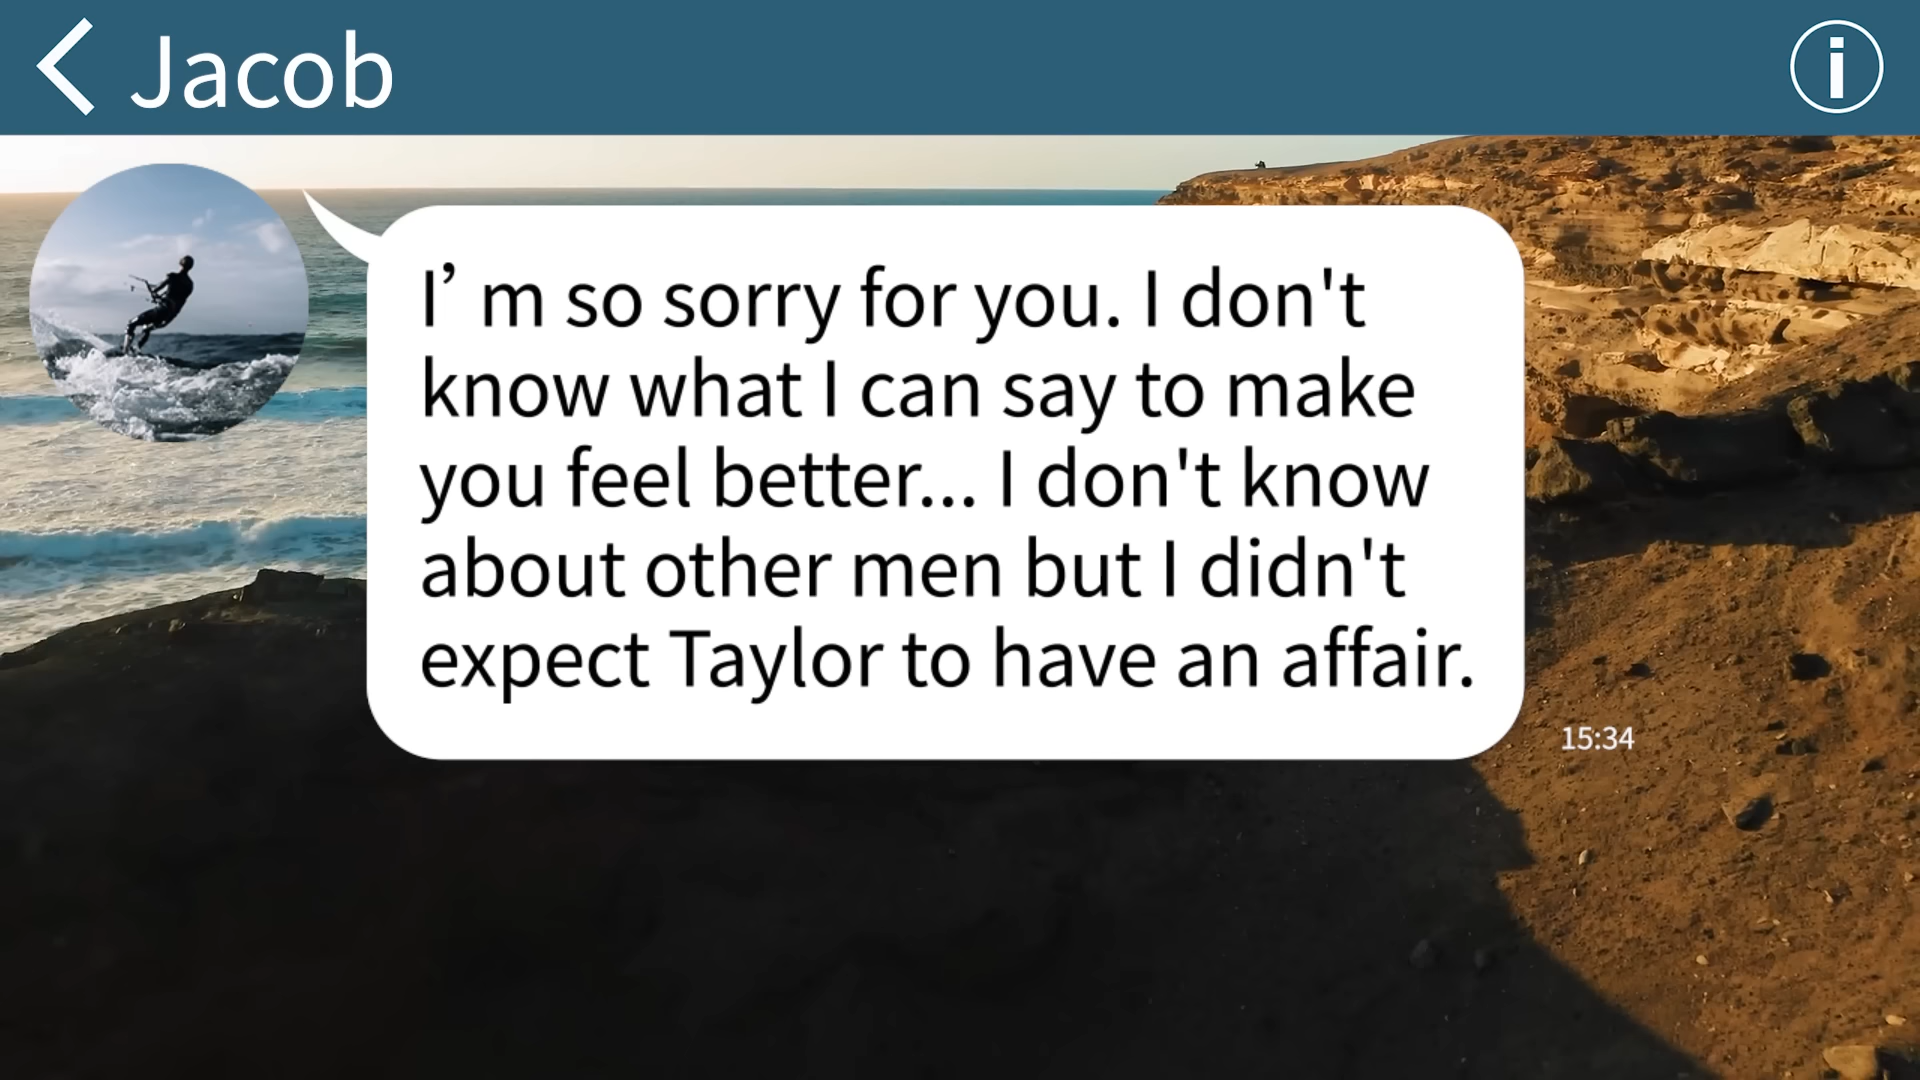 Jacob
I’m so sorry for you. I don't
know what I can say to make
you feel better... I don't know
about other men but I didn't
expect Taylor to have an affair.
15:34